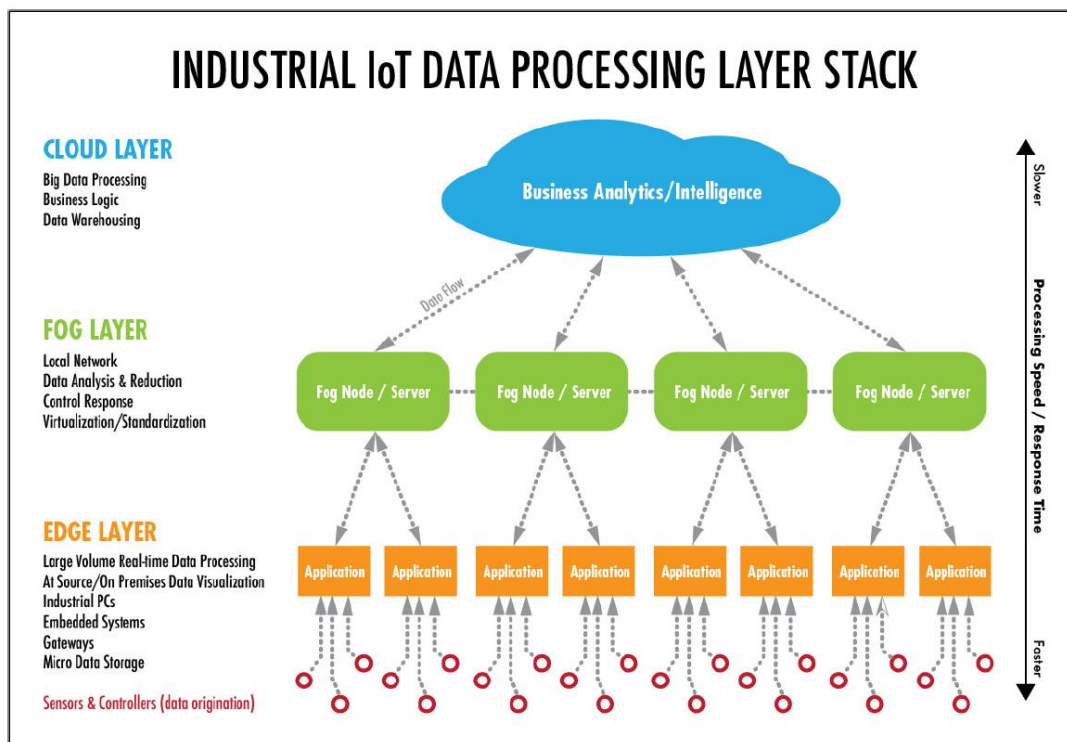 INDUSTRIAL IoT DATA PROCESSING LAYER STACK
CLOUD LAYER
Big Data Processing
Business Logic
Data Warehousing
Business Analytics/Intelligence
Slower
Data Flow
FOG LAYER
Local Network
Data Analysis & Reduction
Control Response
Virtualization/Standardization
Fog Node / Server
Fog Node / Server
Fog Node / Server
Fog Node / Server
Processing Speed / Response Time
EDGE LAYER
Large Volume Real-time Data Processing
At Source/On Premises Data Visualization
Industrial PCs
Embedded Systems
Gateways
Micro Data Storage
Application
Application
Application
Application
Application
Application
Application
Application
Faster
Sensors & Controllers (data origination)